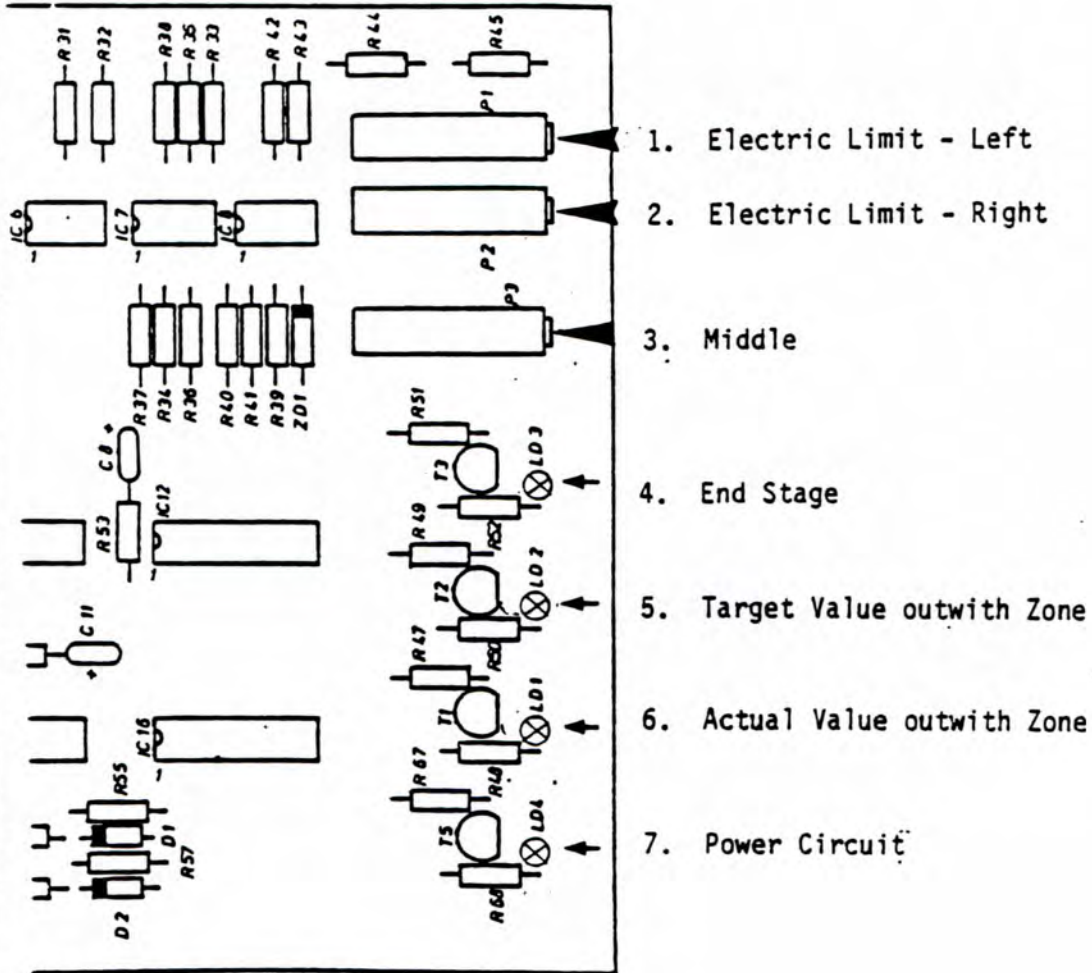 R31
R32
R38
R35
R33
R42
R43
R44
R45
P1
1. Electric Limit - Left
IC6
1
IC7
1
IC8
1
P2
2. Electric Limit - Right
P3
3. Middle
R37
R34
R36
R40
R41
R39
ZD1
R51
C8 +
T3
LD3
4. End Stage
R53
IC12
1
R52
R49
T2
LD2
5. Target Value outwith Zone
R50
C11
+
R47
T1
LD1
6. Actual Value outwith Zone
IC16
1
R48
R67
R55
D1
T5
LD4
7. Power Circuit
R57
R68
D2